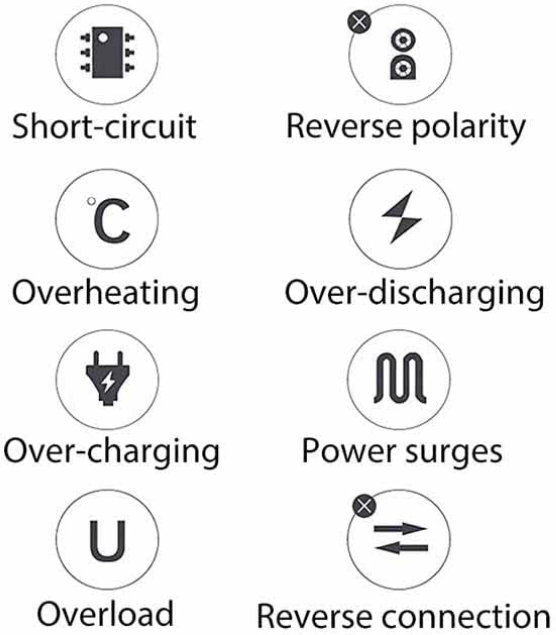 Short-circuit
Reverse polarity
°C
Overheating
Over-discharging
Over-charging
Power surges
U
Overload
Reverse connection